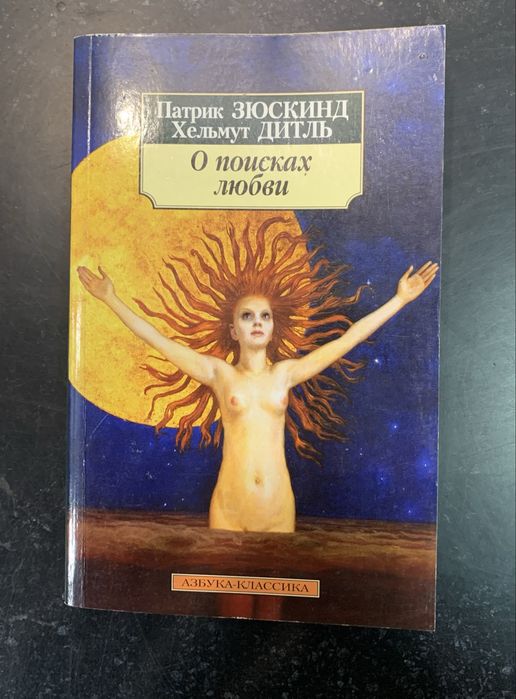 Патрик ЗЮСКИНД
Хельмут ДИТЛЬ
О поисках
любви
АЗБУКА-КЛАССИКА